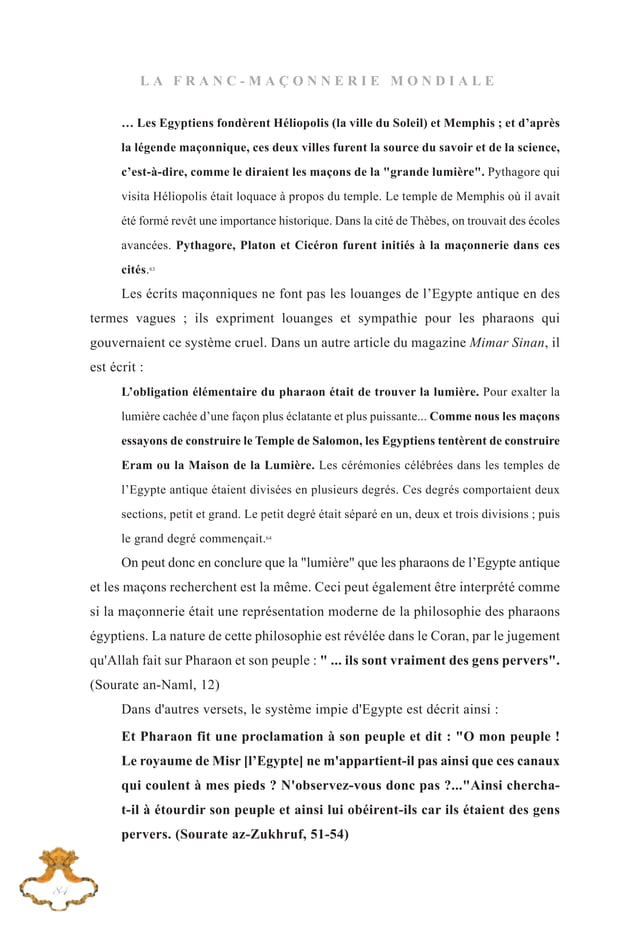 LA FRANC-MAÇONNERIE MONDIALE
… Les Egyptiens fondèrent Héliopolis (la ville du Soleil) et Memphis ; et d’après
la légende maçonnique, ces deux villes furent la source du savoir et de la science,
c’est-à-dire, comme le diraient les maçons de la "grande lumière". Pythagore qui
visita Héliopolis était loquace à propos du temple. Le temple de Memphis où il avait
été formé revêt une importance historique. Dans la cité de Thèbes, on trouvait des écoles
avancées. Pythagore, Platon et Cicéron furent initiés à la maçonnerie dans ces
cités.63
Les écrits maçonniques ne font pas les louanges de l’Egypte antique en des
termes vagues ; ils expriment louanges et sympathie pour les pharaons qui
gouvernaient ce système cruel. Dans un autre article du magazine Mimar Sinan, il
est écrit :
L’obligation élémentaire du pharaon était de trouver la lumière. Pour exalter la
lumière cachée d’une façon plus éclatante et plus puissante... Comme nous les maçons
essayons de construire le Temple de Salomon, les Egyptiens tentèrent de construire
Eram ou la Maison de la Lumière. Les cérémonies célébrées dans les temples de
l’Egypte antique étaient divisées en plusieurs degrés. Ces degrés comportaient deux
sections, petit et grand. Le petit degré était séparé en un, deux et trois divisions ; puis
le grand degré commençait.64
On peut donc en conclure que la "lumière" que les pharaons de l’Egypte antique
et les maçons recherchent est la même. Ceci peut également être interprété comme
si la maçonnerie était une représentation moderne de la philosophie des pharaons
égyptiens. La nature de cette philosophie est révélée dans le Coran, par le jugement
qu'Allah fait sur Pharaon et son peuple : " ... ils sont vraiment des gens pervers".
(Sourate an-Naml, 12)
Dans d'autres versets, le système impie d'Egypte est décrit ainsi :
Et Pharaon fit une proclamation à son peuple et dit : "O mon peuple !
Le royaume de Misr [l’Egypte] ne m'appartient-il pas ainsi que ces canaux
qui coulent à mes pieds ? N'observez-vous donc pas ?..."Ainsi chercha-
t-il à étourdir son peuple et ainsi lui obéirent-ils car ils étaient des gens
pervers. (Sourate az-Zukhruf, 51-54)
84